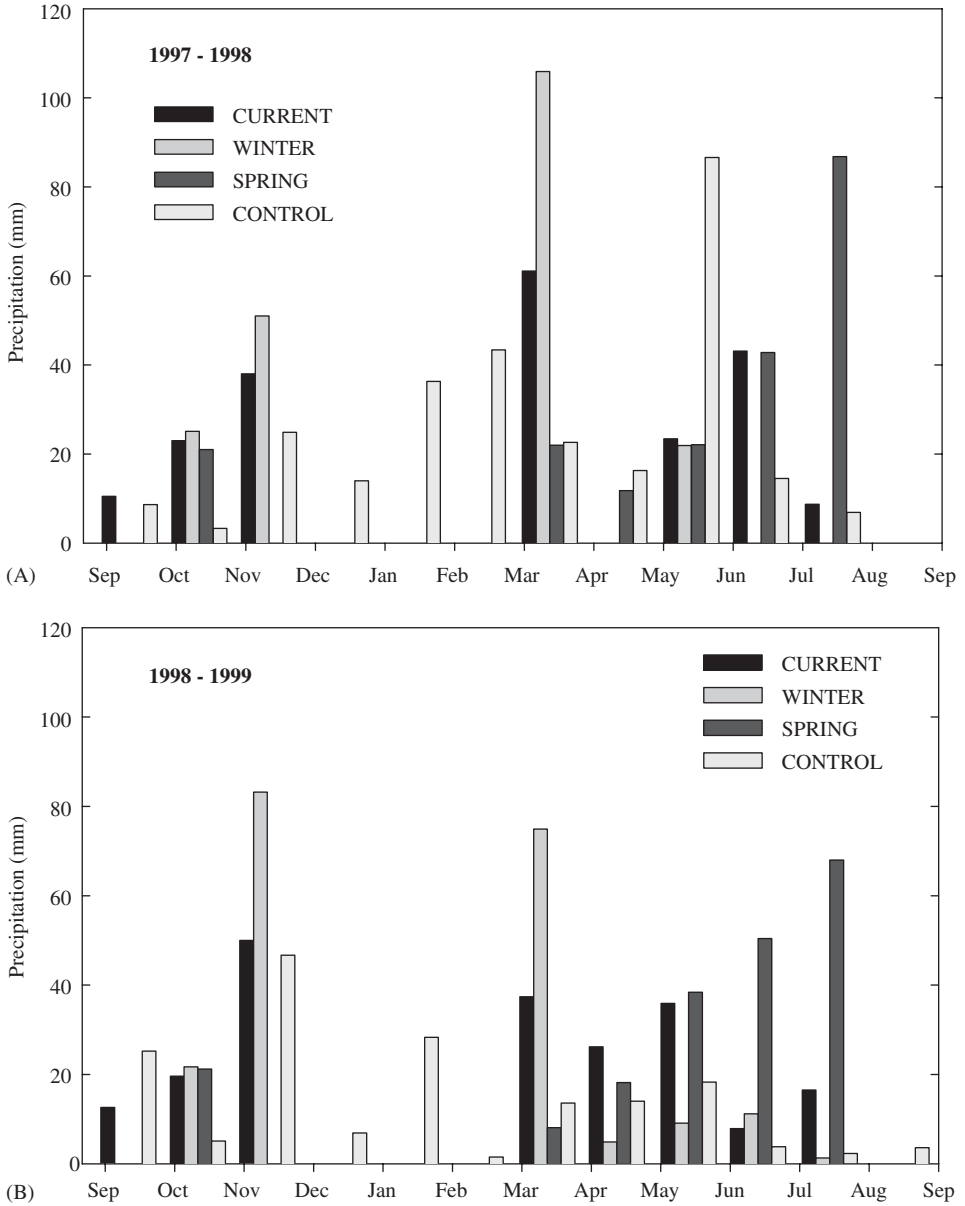 120
1997 - 1998
100
CURRENT
WINTER
80
SPRING
CONTROL
60
Precipitation (mm)
40
20
0
(A)
Sep Oct Nov Dec Jan Feb Mar Apr May Jun Jul Aug Sep
120
1998 - 1999
CURRENT
WINTER
100
SPRING
CONTROL
80
60
Precipitation (mm)
40
20
0
(B)
Sep Oct Nov Dec Jan Feb Mar Apr May Jun Jul Aug Sep